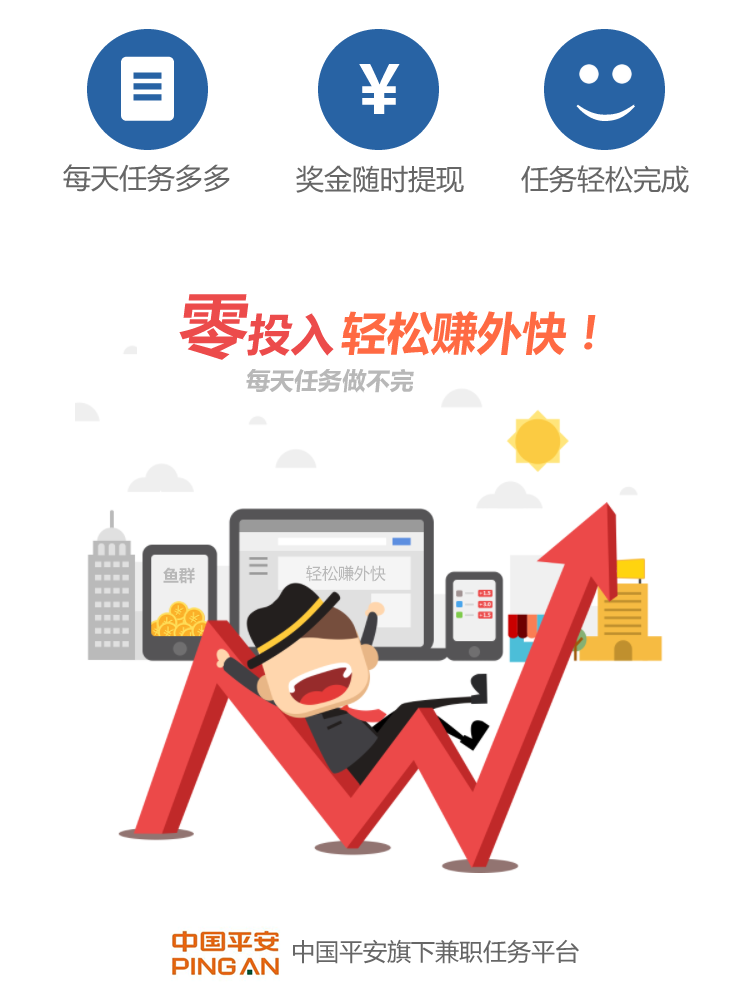 ¥
每天任务多多
奖金随时提现
任务轻松完成
零投入轻松赚外快！
每天任务做不完
鱼群
轻松赚外快
+1.5
+3.0
+1.5
中国平安
PING AN
中国平安旗下兼职任务平台